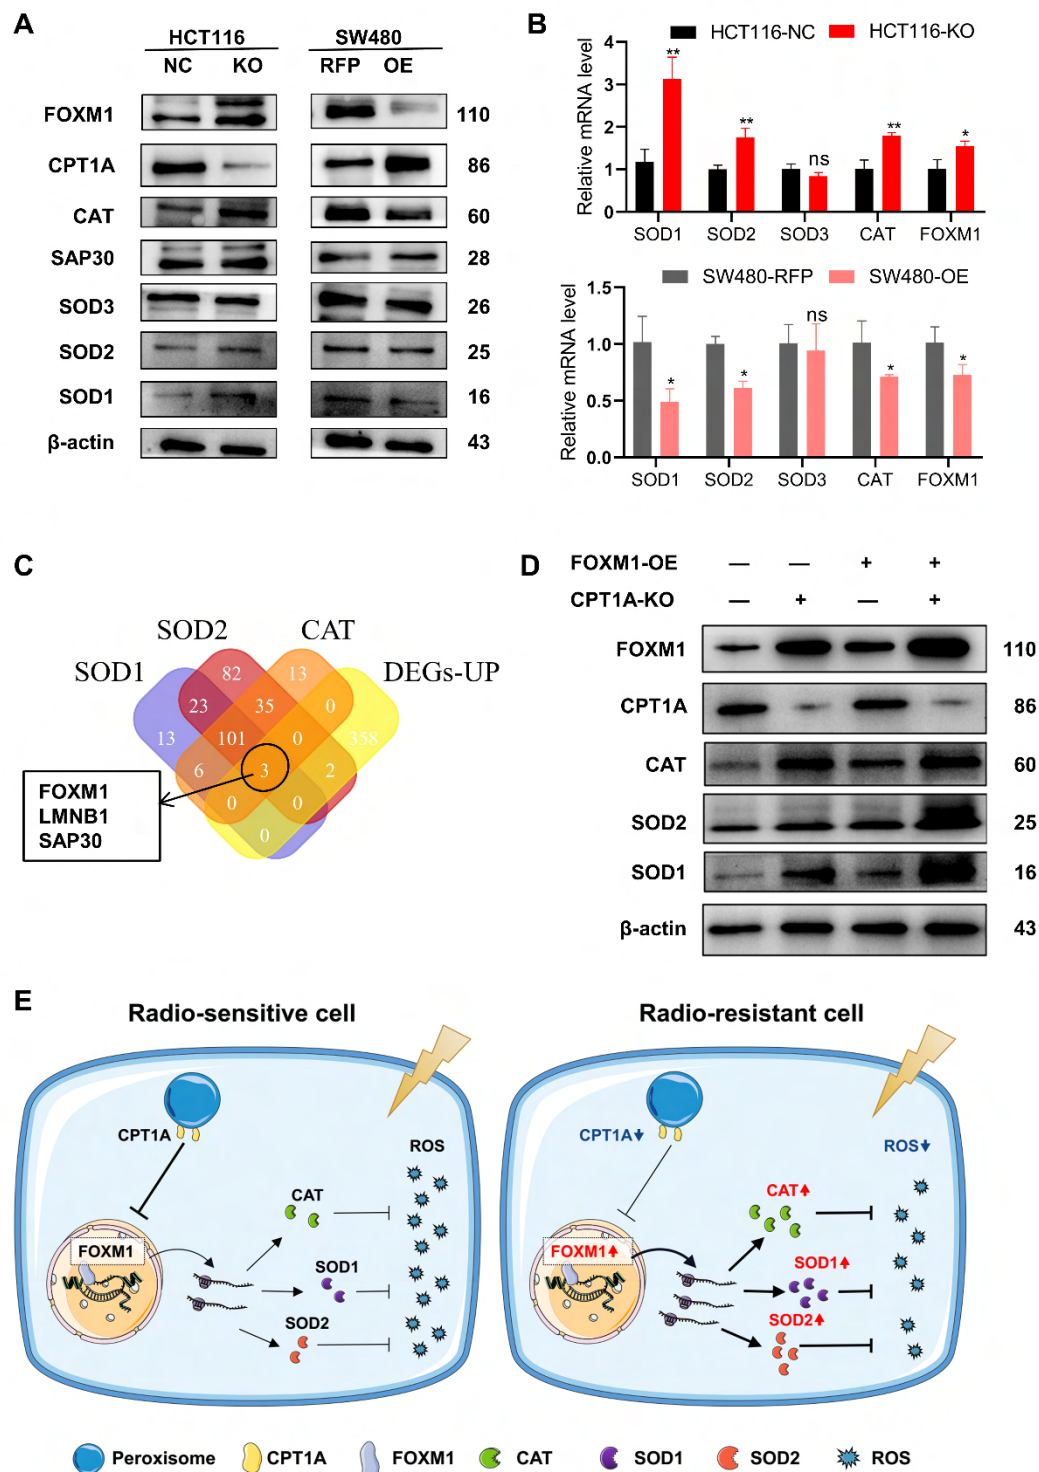 A
HCT116 SW480
NC KO RFP OE
FOXM1 110
CPT1A 86
CAT 60
SAP30 28
SOD3 26
SOD2 25
SOD1 16
β-actin 43
B
HCT116-NC HCT116-KO
Relative mRNA level
4
3
2
1
0
** ** ns ** *
SOD1 SOD2 SOD3 CAT FOXM1
SW480-RFP SW480-OE
Relative mRNA level
1.5
1.0
0.5
0.0
* * ns * *
SOD1 SOD2 SOD3 CAT FOXM1
C
SOD2 CAT
SOD1 DEGs-UP
82 13
23 35 0
13 101 0 358
6 3 2
0 0
0
FOXM1
LMNB1
SAP30
D
FOXM1-OE — — + +
CPT1A-KO — + — +
FOXM1 110
CPT1A 86
CAT 60
SOD2 25
SOD1 16
β-actin 43
E
Radio-sensitive cell
CPT1A
ROS
CAT
FOXM1
SOD1
SOD2
Radio-resistant cell
CPT1A
ROS
CAT
FOXM1
SOD1
SOD2
Peroxisome CPT1A FOXM1 CAT SOD1 SOD2 ROS